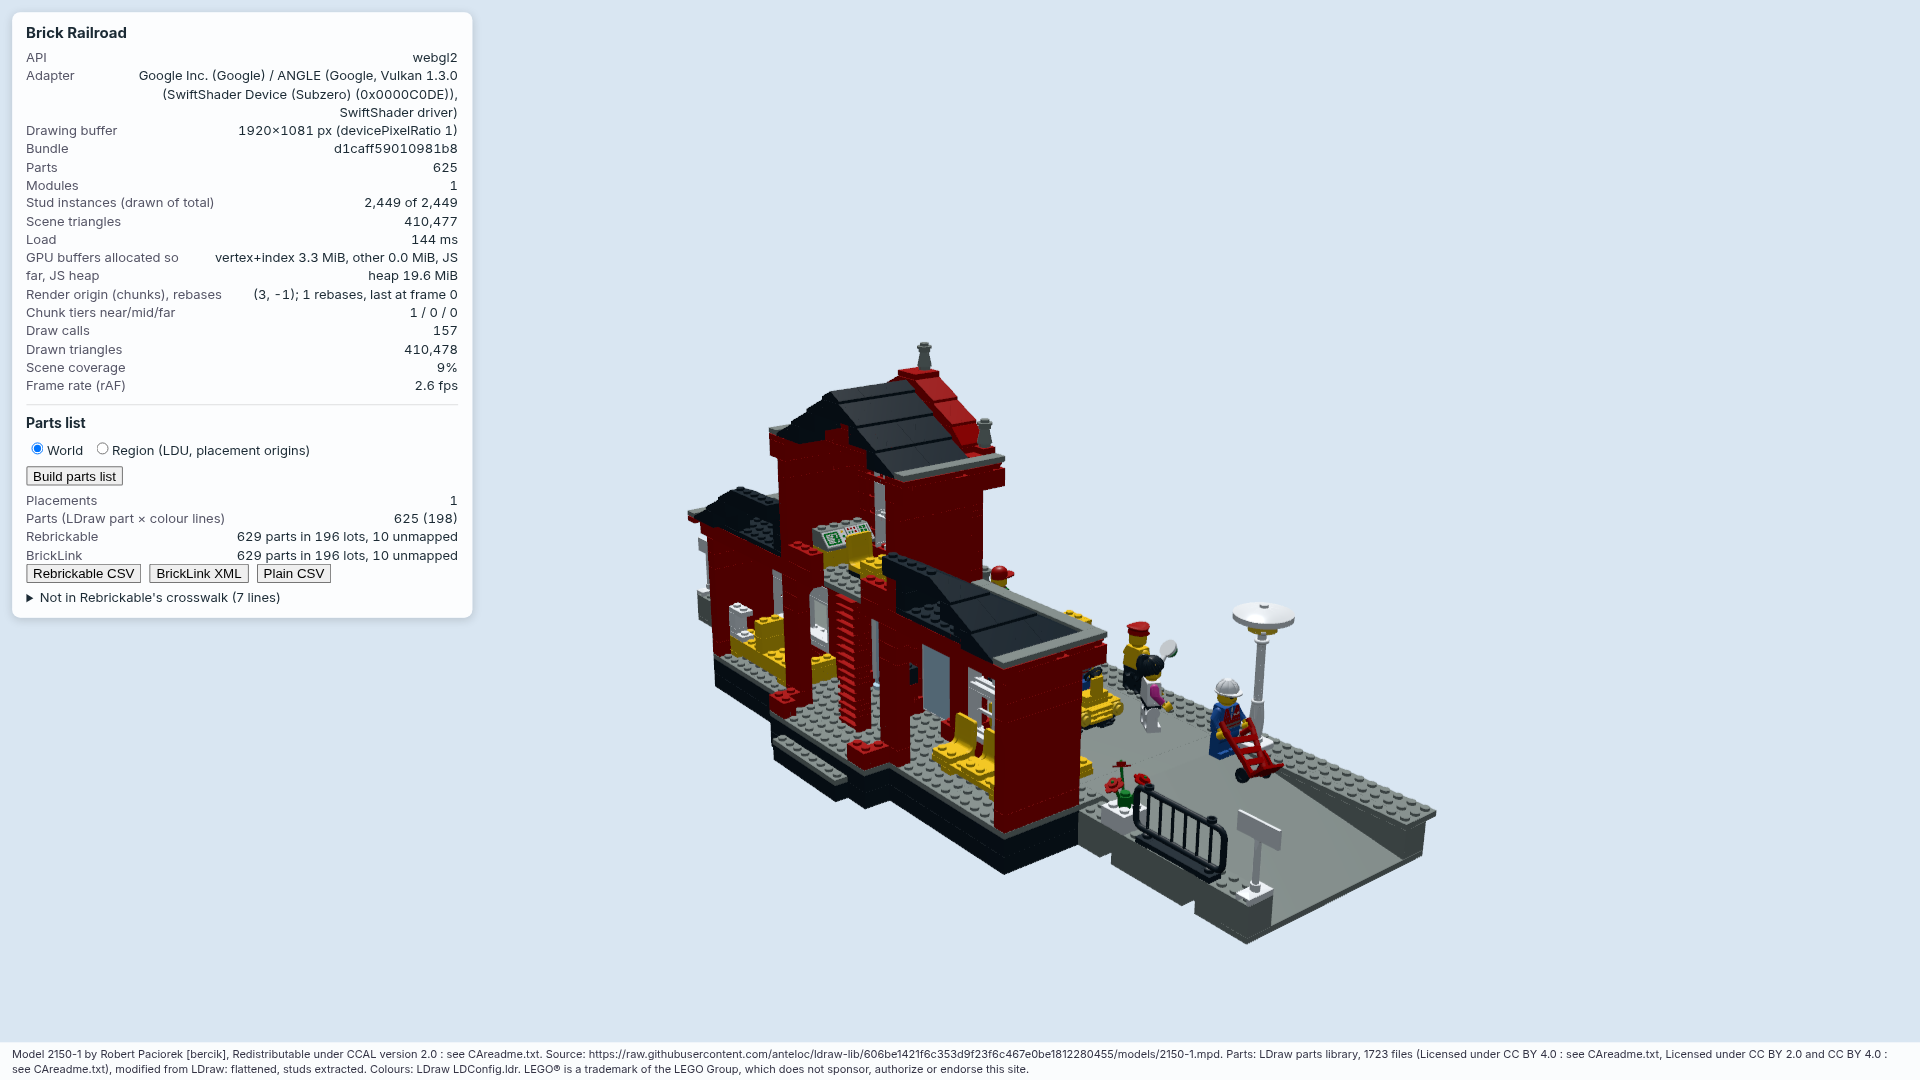 Brick Railroad
API webgl2
Adapter Google Inc. (Google) / ANGLE (Google, Vulkan 1.3.0
(SwiftShader Device (Subzero) (0x0000C0DE)),
SwiftShader driver)
Drawing buffer 1920×1081 px (devicePixelRatio 1)
Bundle d1caff59010981b8
Parts 625
Modules 1
Stud instances (drawn of total) 2,449 of 2,449
Scene triangles 410,477
Load 144 ms
GPU buffers allocated so vertex+index 3.3 MiB, other 0.0 MiB, JS
far, JS heap heap 19.6 MiB
Render origin (chunks), rebases (3, -1); 1 rebases, last at frame 0
Chunk tiers near/mid/far 1 / 0 / 0
Draw calls 157
Drawn triangles 410,478
Scene coverage 9%
Frame rate (rAF) 2.6 fps
Parts list
World Region (LDU, placement origins)
Build parts list
Placements 1
Parts (LDraw part × colour lines) 625 (198)
Rebrickable 629 parts in 196 lots, 10 unmapped
BrickLink 629 parts in 196 lots, 10 unmapped
Rebrickable CSV BrickLink XML Plain CSV
▶ Not in Rebrickable's crosswalk (7 lines)
Model 2150-1 by Robert Paciorek [bercik], Redistributable under CCAL version 2.0 : see CAreadme.txt. Source: https://raw.githubusercontent.com/anteloc/ldraw-lib/606be1421f6c353d9f23f6c467e0be1812280455/models/2150-1.mpd. Parts: LDraw parts library, 1723 files (Licensed under CC BY 4.0 : see CAreadme.txt, Licensed under CC BY 2.0 and CC BY 4.0 :
see CAreadme.txt), modified from LDraw: flattened, studs extracted. Colours: LDraw LDConfig.ldr. LEGO® is a trademark of the LEGO Group, which does not sponsor, authorize or endorse this site.